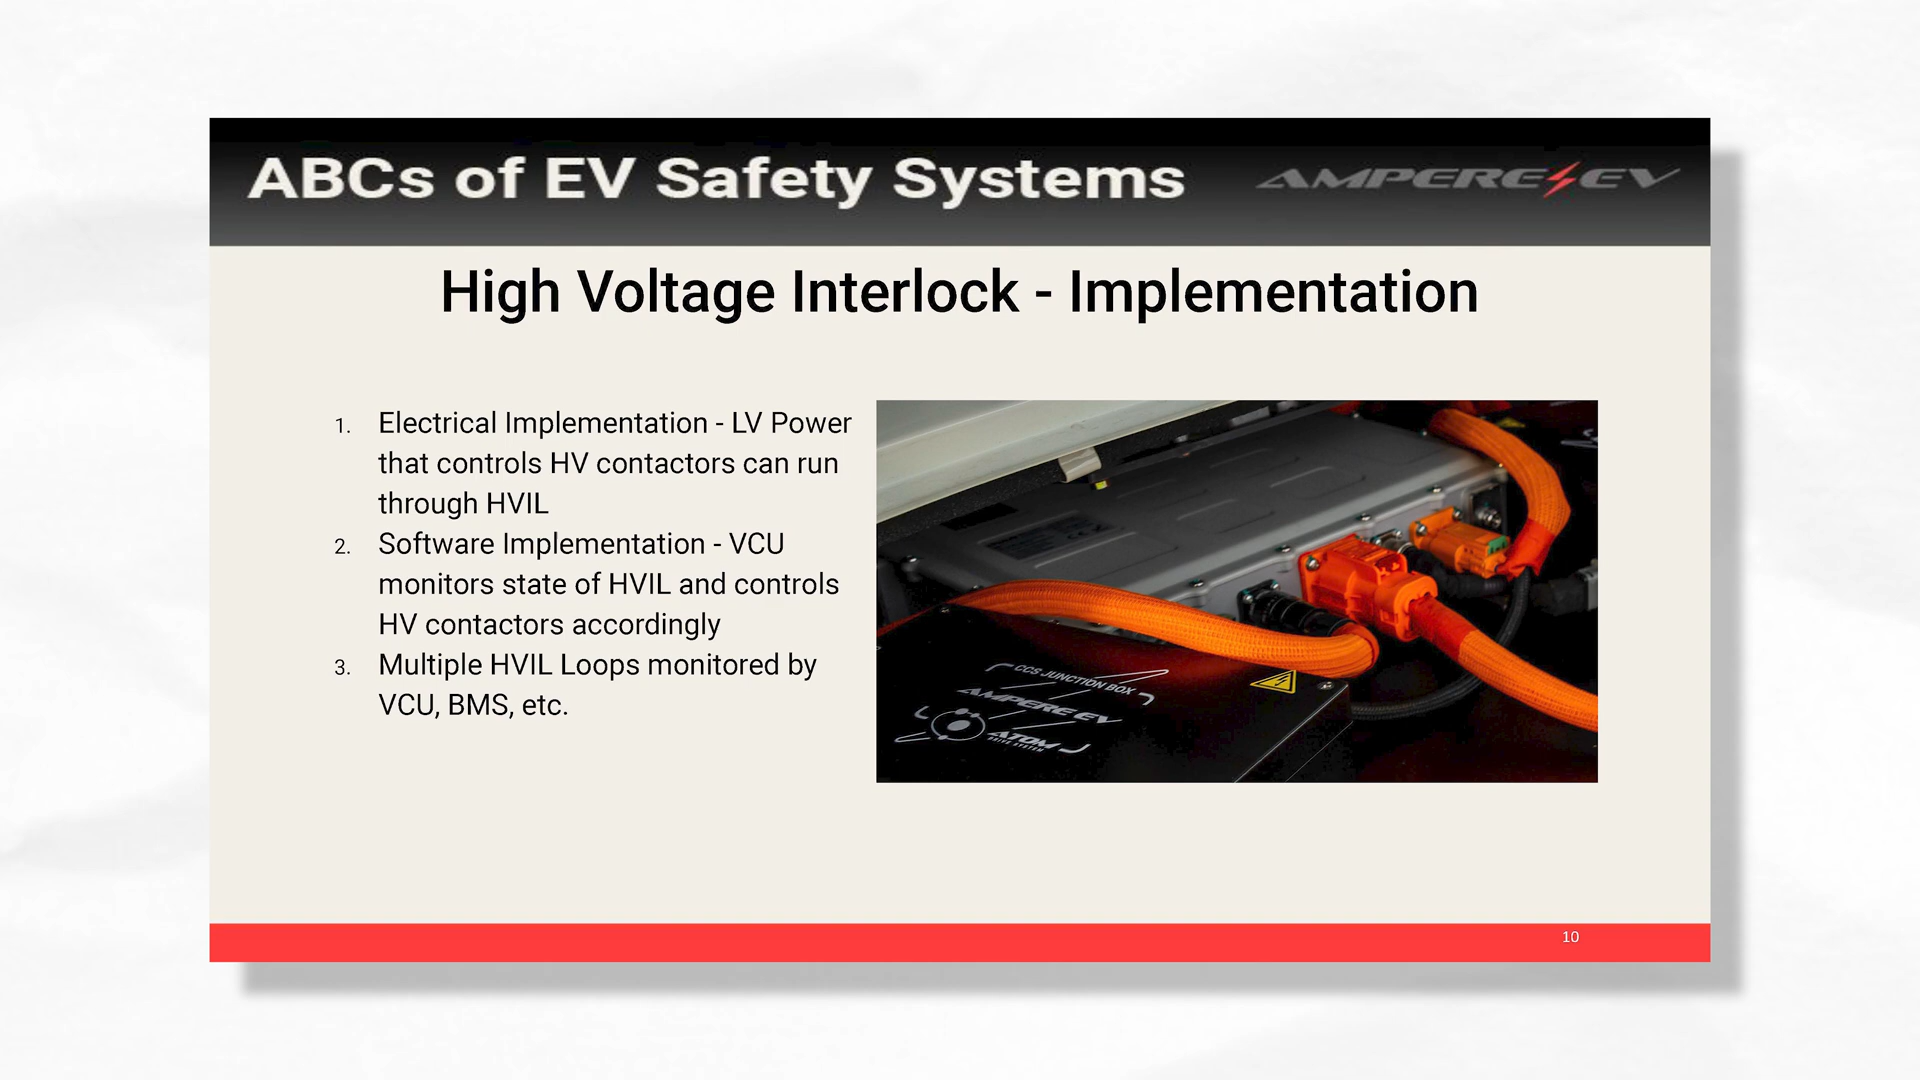 ABCs of EV Safety Systems
AMPERE EV
High Voltage Interlock - Implementation
1. Electrical Implementation - LV Power
that controls HV contactors can run
through HVIL
2. Software Implementation - VCU
monitors state of HVIL and controls
HV contactors accordingly
3. Multiple HVIL Loops monitored by
VCU, BMS, etc.
CCS JUNCTION BOX
AMPERE EV
ATOM
DRIVE SYSTEM
10